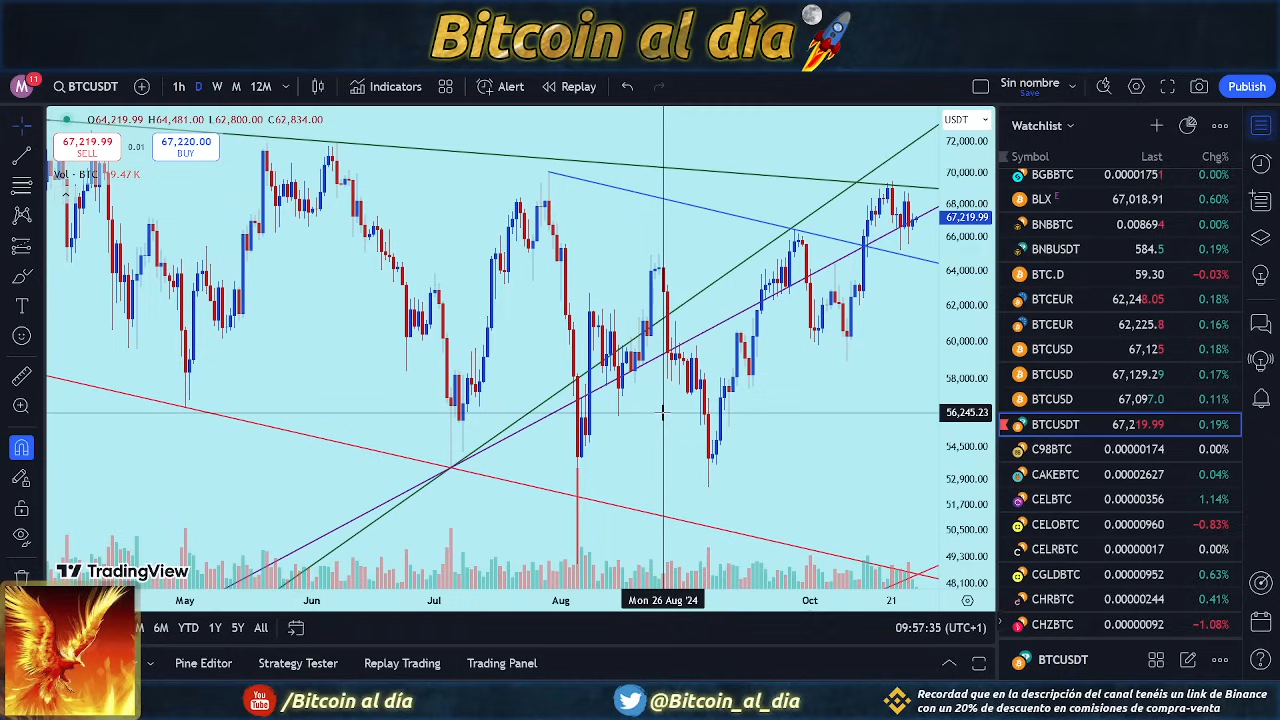 Bitcoin al día
M 11 BTCUSDT 1h D W M 12M Indicators Alert Replay Sin nombre Save Publish
O64,219.99 H64,481.00 L62,800.00 C62,834.00
67,219.99 SELL 0.01 67,220.00 BUY
Vol · BTC 19.47 K
USDT
72,000.00
70,000.00
68,000.00
67,219.99
66,000.00
64,000.00
62,000.00
60,000.00
58,000.00
56,245.23
54,500.00
52,900.00
51,700.00
50,500.00
49,300.00
48,100.00
TradingView
May Jun Jul Aug Mon 26 Aug '24 Oct 21
M 6M YTD 1Y 5Y All 09:57:35 (UTC+1)
Pine Editor Strategy Tester Replay Trading Trading Panel
Watchlist
Symbol Last Chg%
BGBBTC 0.00001751 0.00%
BLX E 67,018.91 0.60%
BNBBTC 0.008694 0.00%
BNBUSDT 584.5 0.19%
BTC.D 59.30 −0.03%
BTCEUR 62,248.05 0.18%
BTCEUR 62,225.8 0.16%
BTCUSD 67,125 0.18%
BTCUSD 67,129.29 0.17%
BTCUSD 67,097.0 0.11%
BTCUSDT 67,219.99 0.19%
C98BTC 0.00000174 0.00%
CAKEBTC 0.00002627 0.04%
CELBTC 0.00000356 1.14%
CELOBTC 0.00000960 −0.83%
CELRBTC 0.00000017 0.00%
CGLDBTC 0.00000952 0.63%
CHRBTC 0.00000244 0.41%
CHZBTC 0.00000092 −1.08%
BTCUSDT
You Tube /Bitcoin al día
@Bitcoin_al_dia
Recordad que en la descripción del canal tenéis un link de Binance
con un 20% de descuento en comisiones de compra-venta